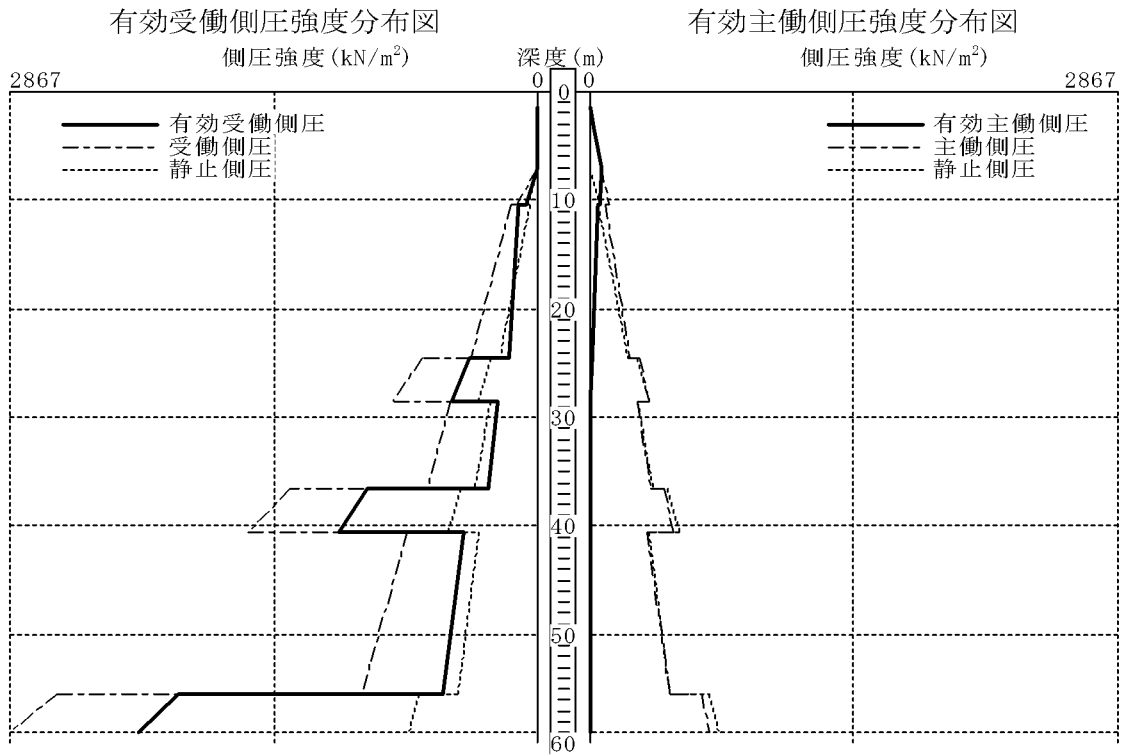 有効受働側圧強度分布図
有効主働側圧強度分布図
側圧強度(kN/m²)
深度(m)
側圧強度(kN/m²)
2867
0
0
2867
有効受働側圧
受働側圧
静止側圧
有効主働側圧
主働側圧
静止側圧
0
10
20
30
40
50
60